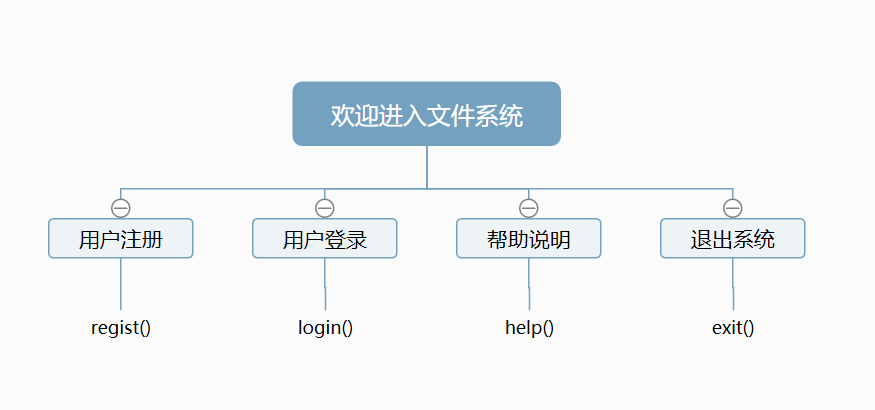 欢迎进入文件系统
用户注册
用户登录
帮助说明
退出系统
regist()
login()
help()
exit()